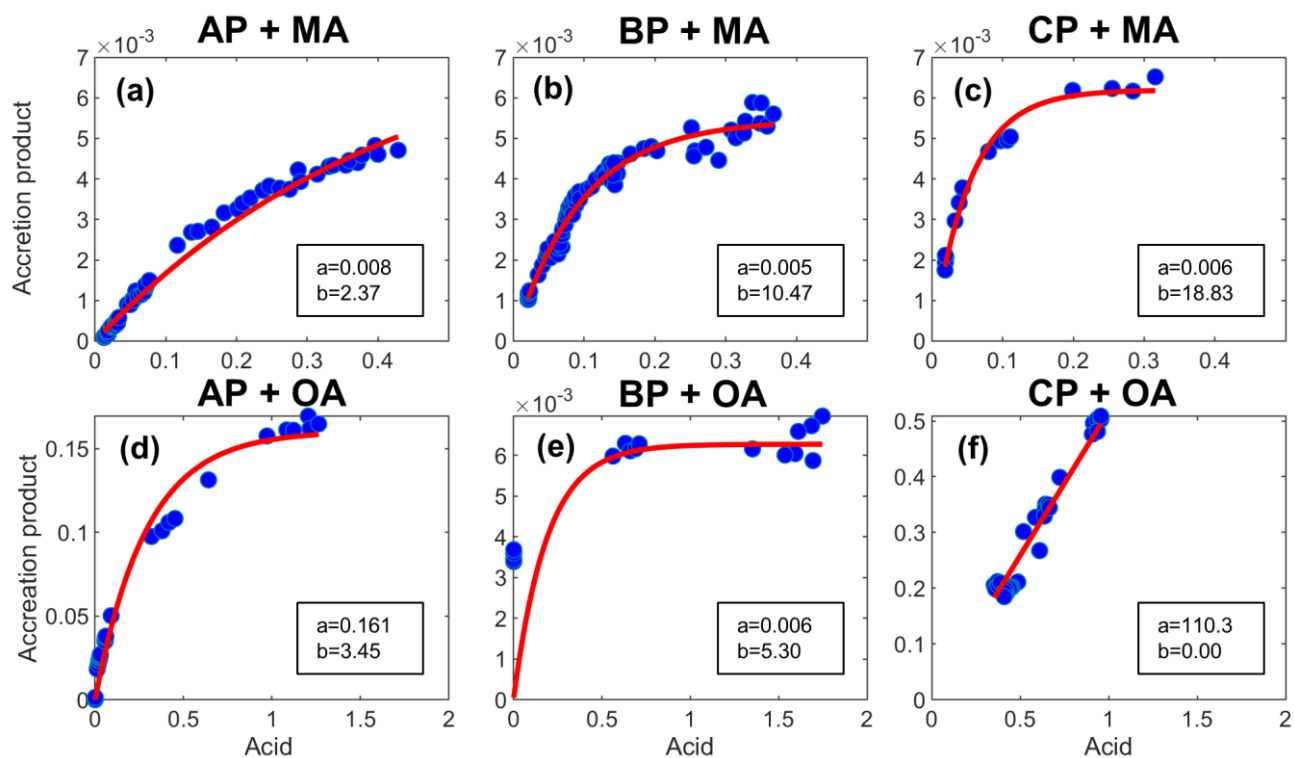 AP + MA
×10⁻³
(a)
Accretion product
7
6
5
4
3
2
1
0
0 0.1 0.2 0.3 0.4
a=0.008
b=2.37
BP + MA
×10⁻³
(b)
7
6
5
4
3
2
1
0
0 0.1 0.2 0.3 0.4
a=0.005
b=10.47
CP + MA
×10⁻³
(c)
7
6
5
4
3
2
1
0
0 0.1 0.2 0.3 0.4
a=0.006
b=18.83
AP + OA
(d)
Accreation product
0.15
0.1
0.05
0
0 0.5 1 1.5 2
Acid
a=0.161
b=3.45
BP + OA
×10⁻³
(e)
6
5
4
3
2
1
0
0 0.5 1 1.5 2
Acid
a=0.006
b=5.30
CP + OA
(f)
0.5
0.4
0.3
0.2
0.1
0
0 0.5 1 1.5 2
Acid
a=110.3
b=0.00